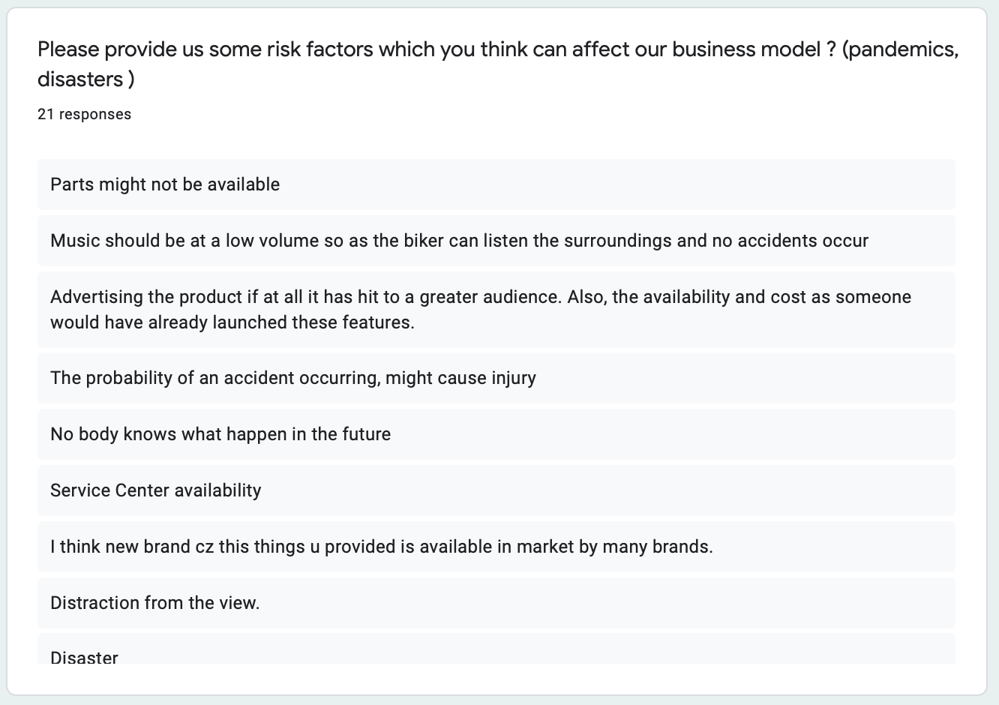 Please provide us some risk factors which you think can affect our business model ? (pandemics,
disasters )
21 responses
Parts might not be available
Music should be at a low volume so as the biker can listen the surroundings and no accidents occur
Advertising the product if at all it has hit to a greater audience. Also, the availability and cost as someone
would have already launched these features.
The probability of an accident occurring, might cause injury
No body knows what happen in the future
Service Center availability
I think new brand cz this things u provided is available in market by many brands.
Distraction from the view.
Disaster